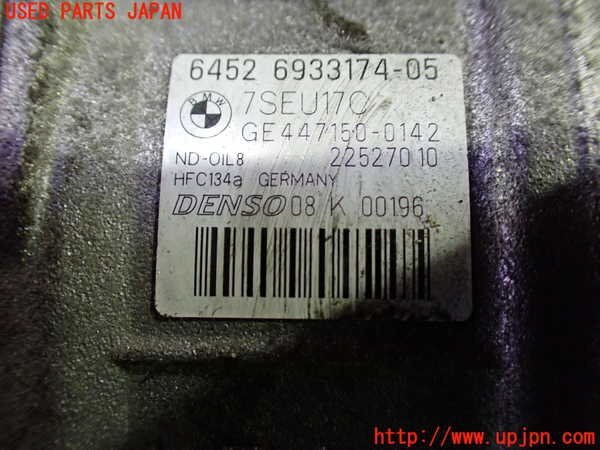 USED PARTS JAPAN
6452 6933174-05
BMW 7SEU17C
GE447150-0142
ND-OIL8 22527010
HFC134a GERMANY
DENSO 08 K 00196
http://www.upjpn.com